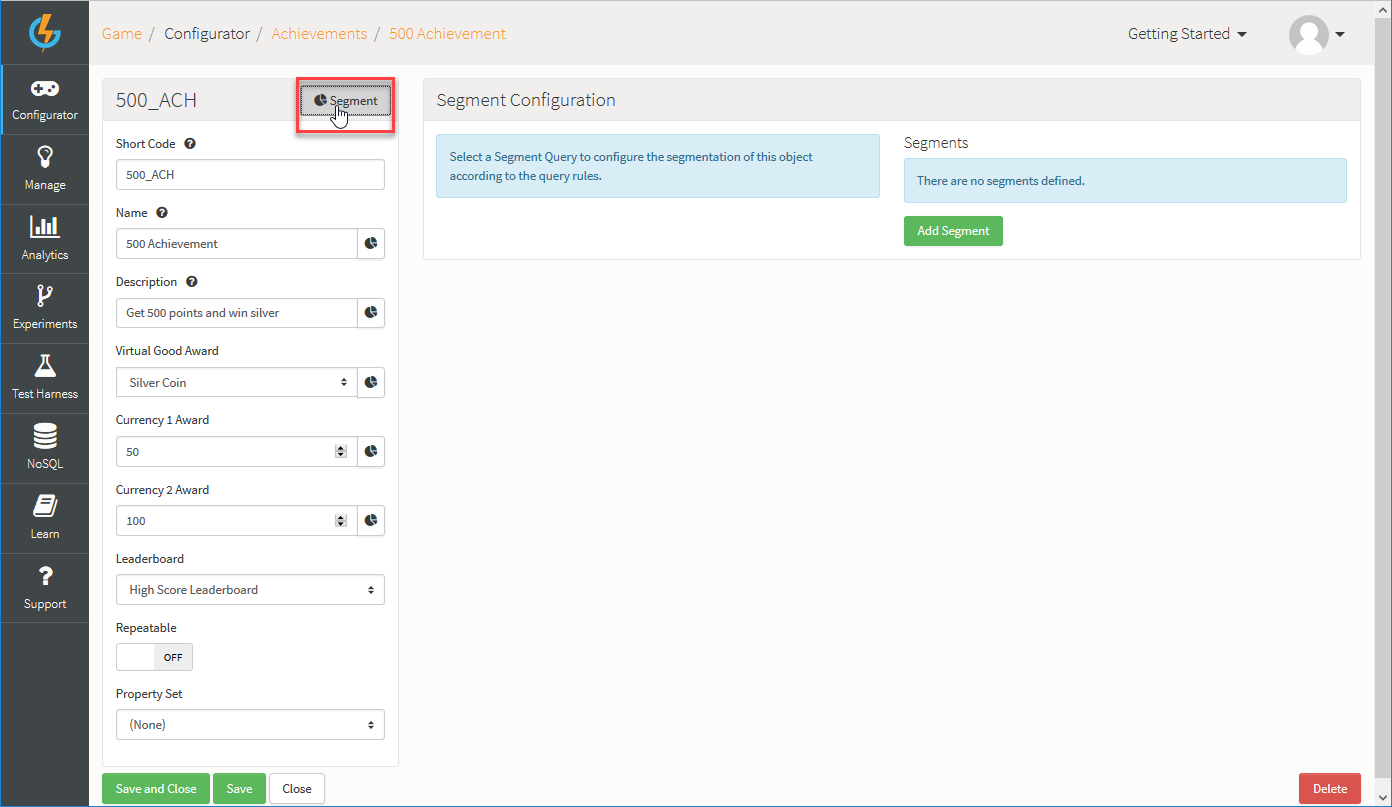 Game / Configurator / Achievements / 500 Achievement
Getting Started
Configurator
Manage
Analytics
Experiments
Test Harness
NoSQL
Learn
Support
500_ACH
Segment
Short Code
500_ACH
Name
500 Achievement
Description
Get 500 points and win silver
Virtual Good Award
Silver Coin
Currency 1 Award
50
Currency 2 Award
100
Leaderboard
High Score Leaderboard
Repeatable
OFF
Property Set
(None)
Save and Close
Save
Close
Segment Configuration
Select a Segment Query to configure the segmentation of this object
according to the query rules.
Segments
There are no segments defined.
Add Segment
Delete